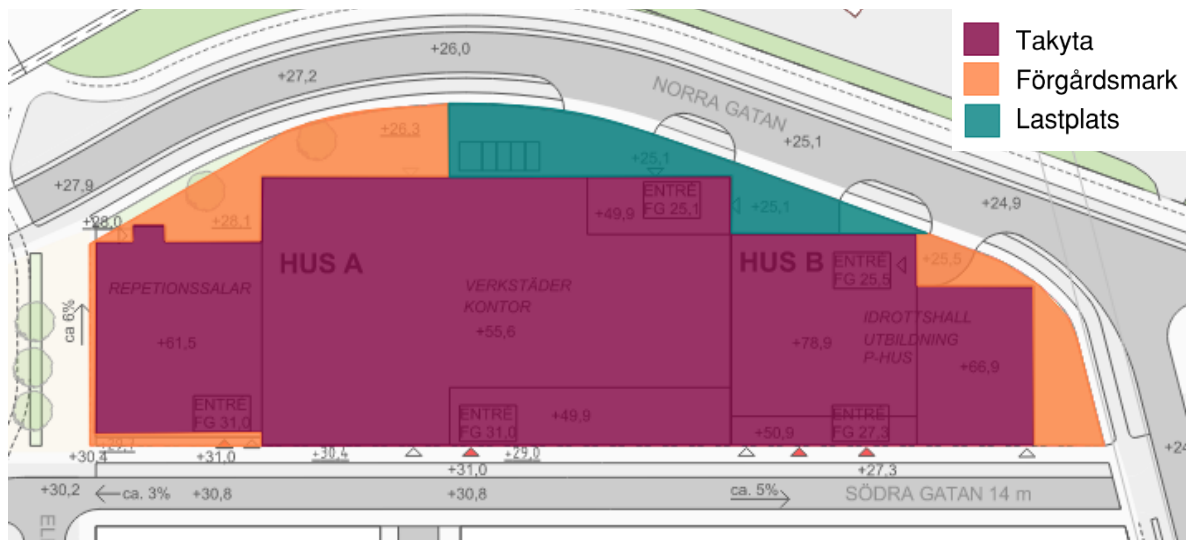 Takyta
Förgårdsmark
Lastplats
+26,0
+27,2
NORRA GATAN
+26,3
+25,1
+25,1
+27,9
+28,0
+28,1
+49,9
ENTRÉ
FG 25,1
+25,1
+24,9
HUS A
HUS B
ENTRÉ
FG 25,5
+25,5
REPETIONSSALAR
VERKSTÄDER
KONTOR
ca 6%
+61,5
+55,6
+78,9
IDROTTSHALL
UTBILDNING
P-HUS
+66,9
ENTRÉ
FG 31,0
ENTRÉ
FG 31,0
+49,9
+50,9
ENTRÉ
FG 27,3
+30,4
+31,0
+30,4
+29,0
+31,0
+27,3
+30,2
ca. 3%
+30,8
+30,8
ca. 5%
SÖDRA GATAN 14 m